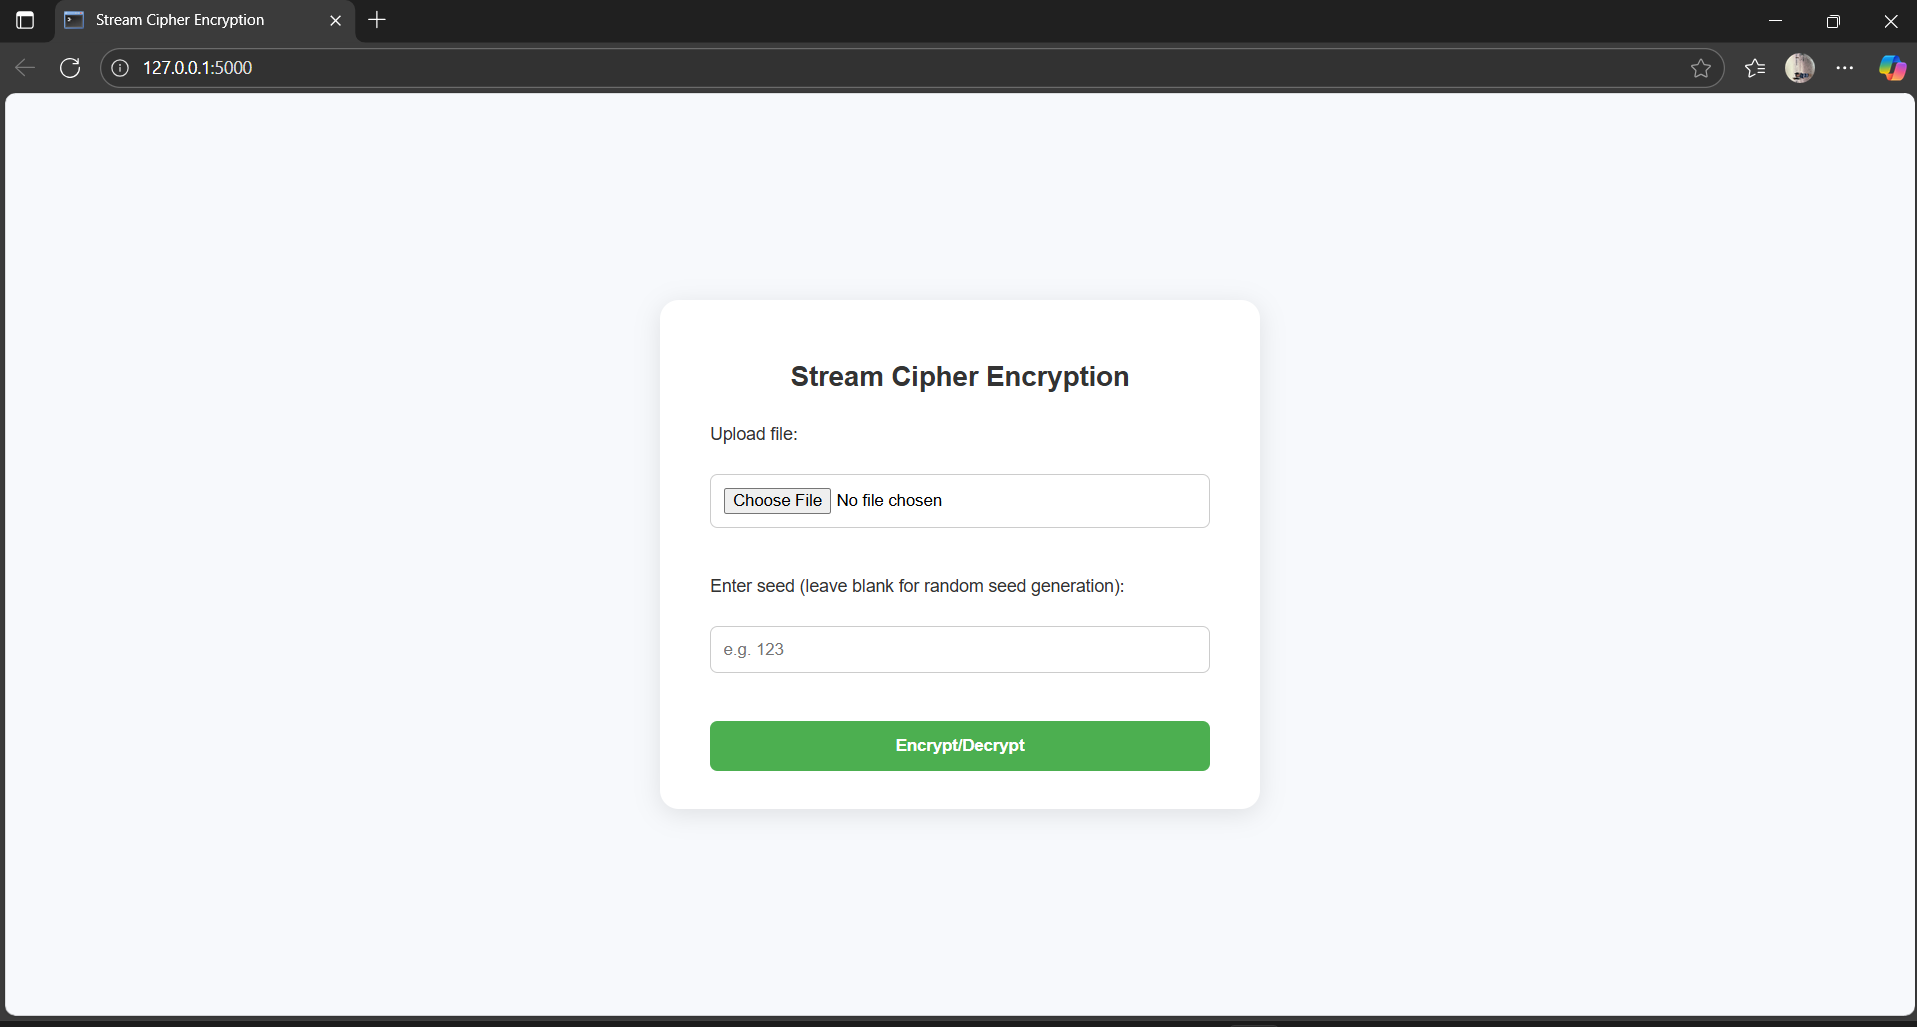 Stream Cipher Encryption
127.0.0.1:5000
Stream Cipher Encryption
Upload file:
Choose File No file chosen
Enter seed (leave blank for random seed generation):
e.g. 123
Encrypt/Decrypt